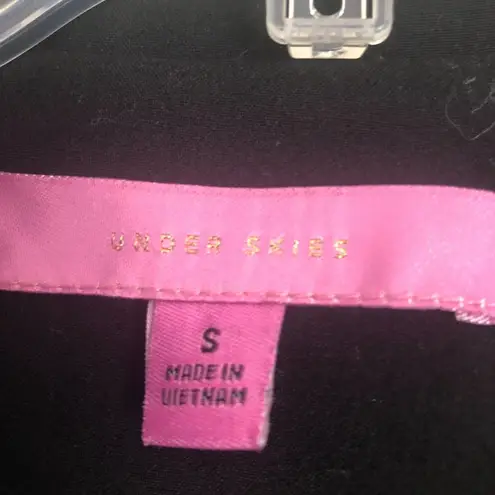 UNDER SKIES
S
MADE IN
VIETNAM